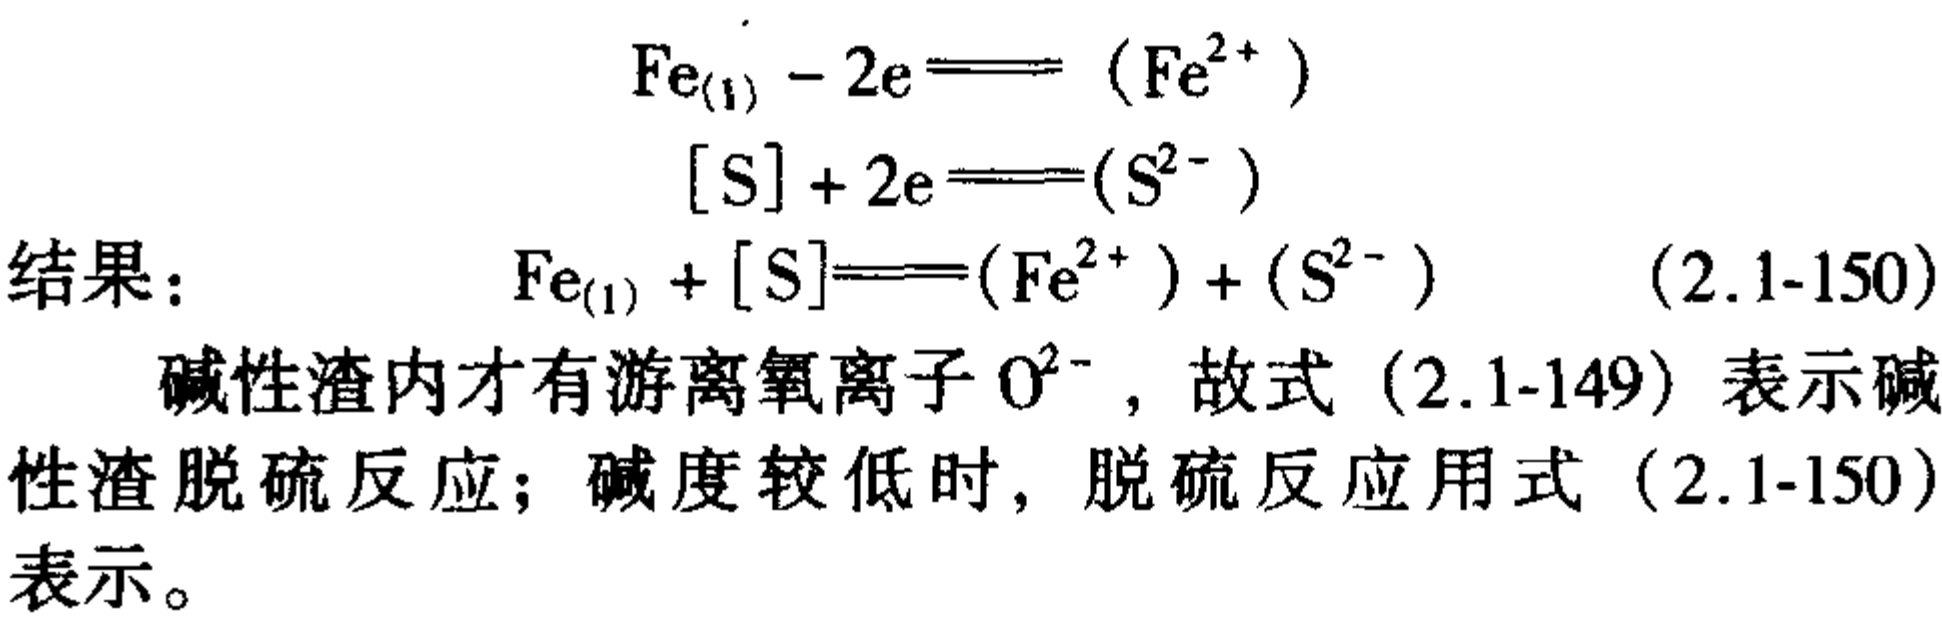 Fe(l) − 2e══(Fe²⁺)
[S] + 2e══(S²⁻)
结果： Fe(l) + [S]══(Fe²⁺) + (S²⁻) (2.1-150)
碱性渣内才有游离氧离子 O²⁻，故式（2.1-149）表示碱
性渣脱硫反应；碱度较低时，脱硫反应用式（2.1-150）
表示。